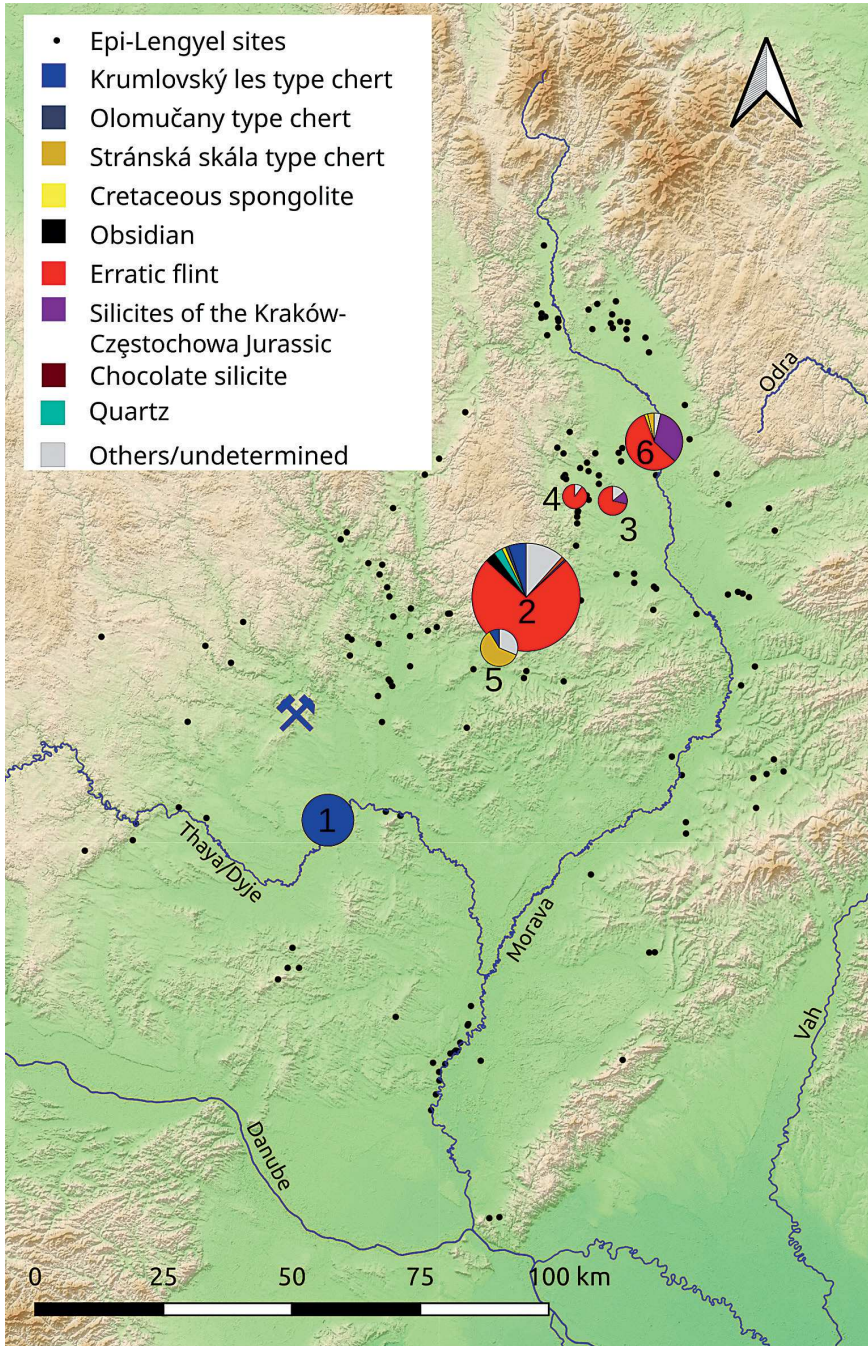 Epi-Lengyel sites
Krumlovský les type chert
Olomučany type chert
Stránská skála type chert
Cretaceous spongolite
Obsidian
Erratic flint
Silicites of the Kraków-
Częstochowa Jurassic
Chocolate silicite
Quartz
Others/undetermined
Odra
6
4
3
2
5
1
Thaya/Dyje
Morava
Vah
Danube
0 25 50 75 100 km